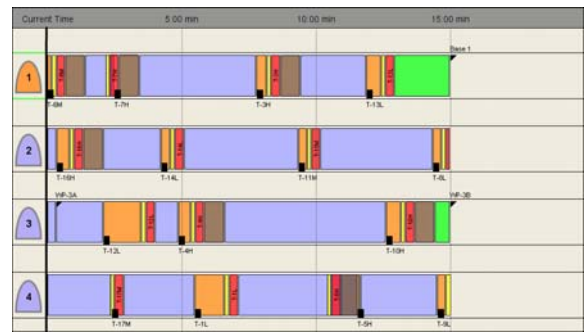 Current Time 5:00 min 10:00 min 15:00 min
Base 1
1
T-6M T-7H T-3H T-13L
2
T-16H T-14L T-11M T-8L
WP-3A WP-3B
3
T-12L T-4H T-10H
4
T-17M T-1L T-5H T-9L